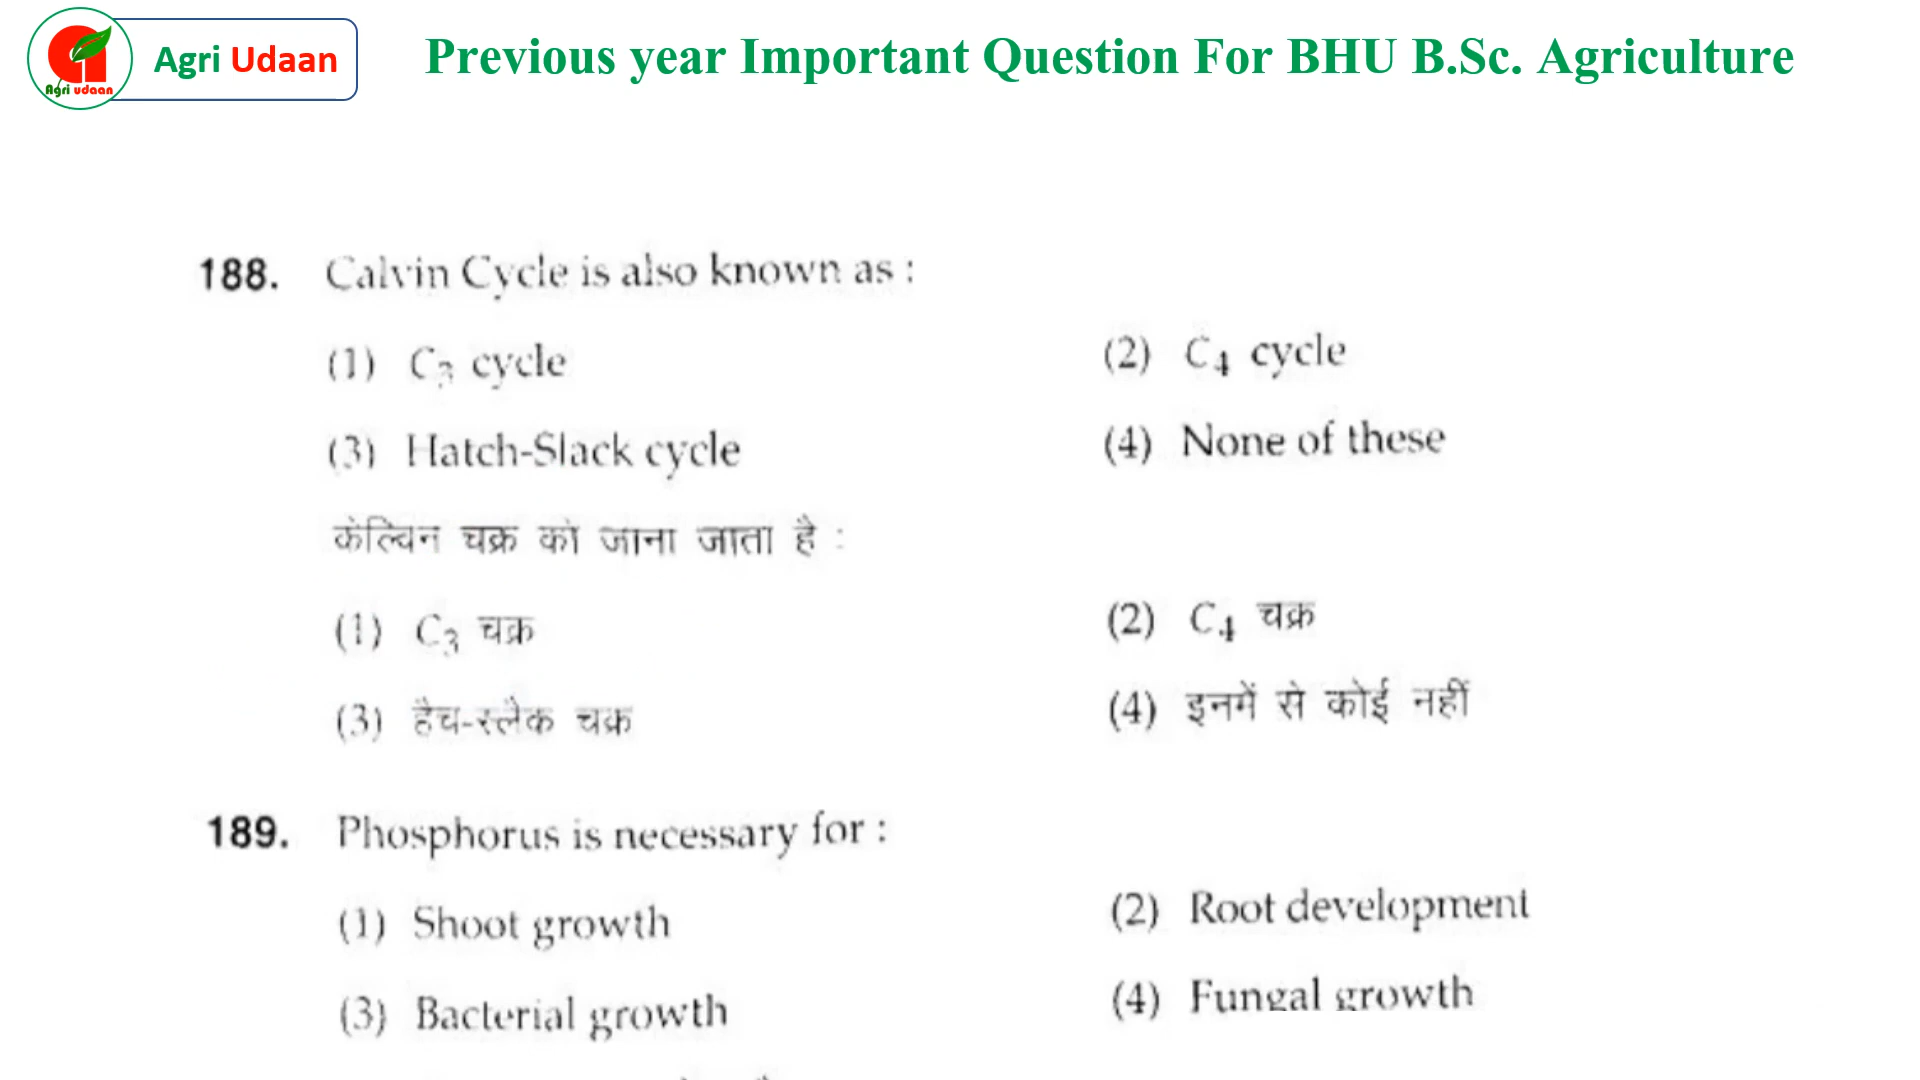 Agri udaan
Agri Udaan
Previous year Important Question For BHU B.Sc. Agriculture
188. Calvin Cycle is also known as :
(1) C₃ cycle (2) C₄ cycle
(3) Hatch-Slack cycle (4) None of these
केल्विन चक्र को जाना जाता है :
(1) C₃ चक्र (2) C₄ चक्र
(3) हैच-स्लैक चक्र (4) इनमें से कोई नहीं
189. Phosphorus is necessary for :
(1) Shoot growth (2) Root development
(3) Bacterial growth (4) Fungal growth